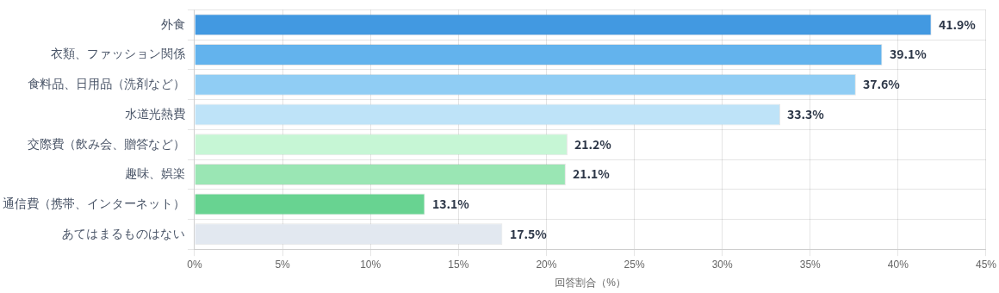 外食
41.9%
衣類、ファッション関係
39.1%
食料品、日用品（洗剤など）
37.6%
水道光熱費
33.3%
交際費（飲み会、贈答など）
21.2%
趣味、娯楽
21.1%
通信費（携帯、インターネット）
13.1%
あてはまるものはない
17.5%
0% 5% 10% 15% 20% 25% 30% 35% 40% 45%
回答割合（%）